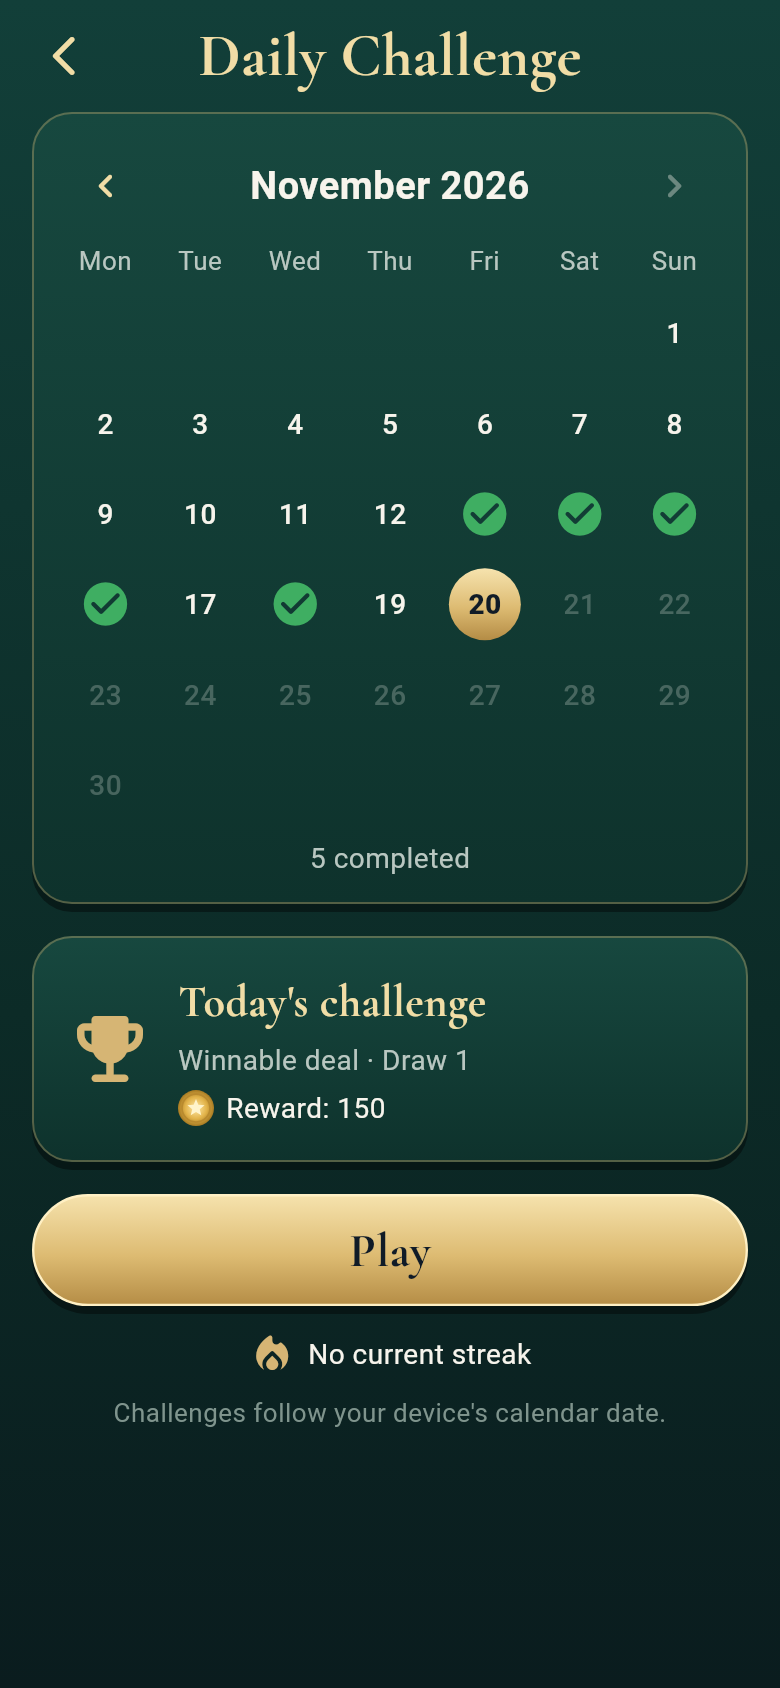 Daily Challenge
November 2026
Mon Tue Wed Thu Fri Sat Sun
1
2 3 4 5 6 7 8
9 10 11 12
17 19 20 21 22
23 24 25 26 27 28 29
30
5 completed
Today's challenge
Winnable deal · Draw 1
Reward: 150
Play
No current streak
Challenges follow your device's calendar date.